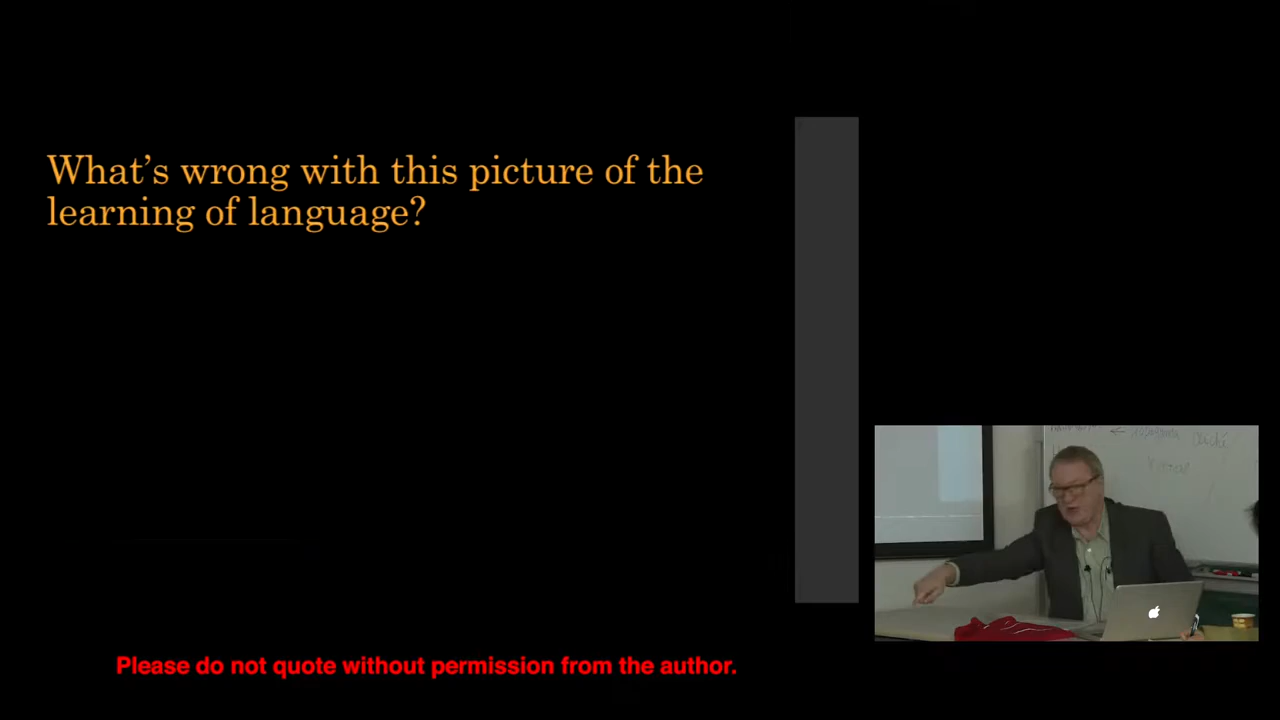 What's wrong with this picture of the
learning of language?
Please do not quote without permission from the author.